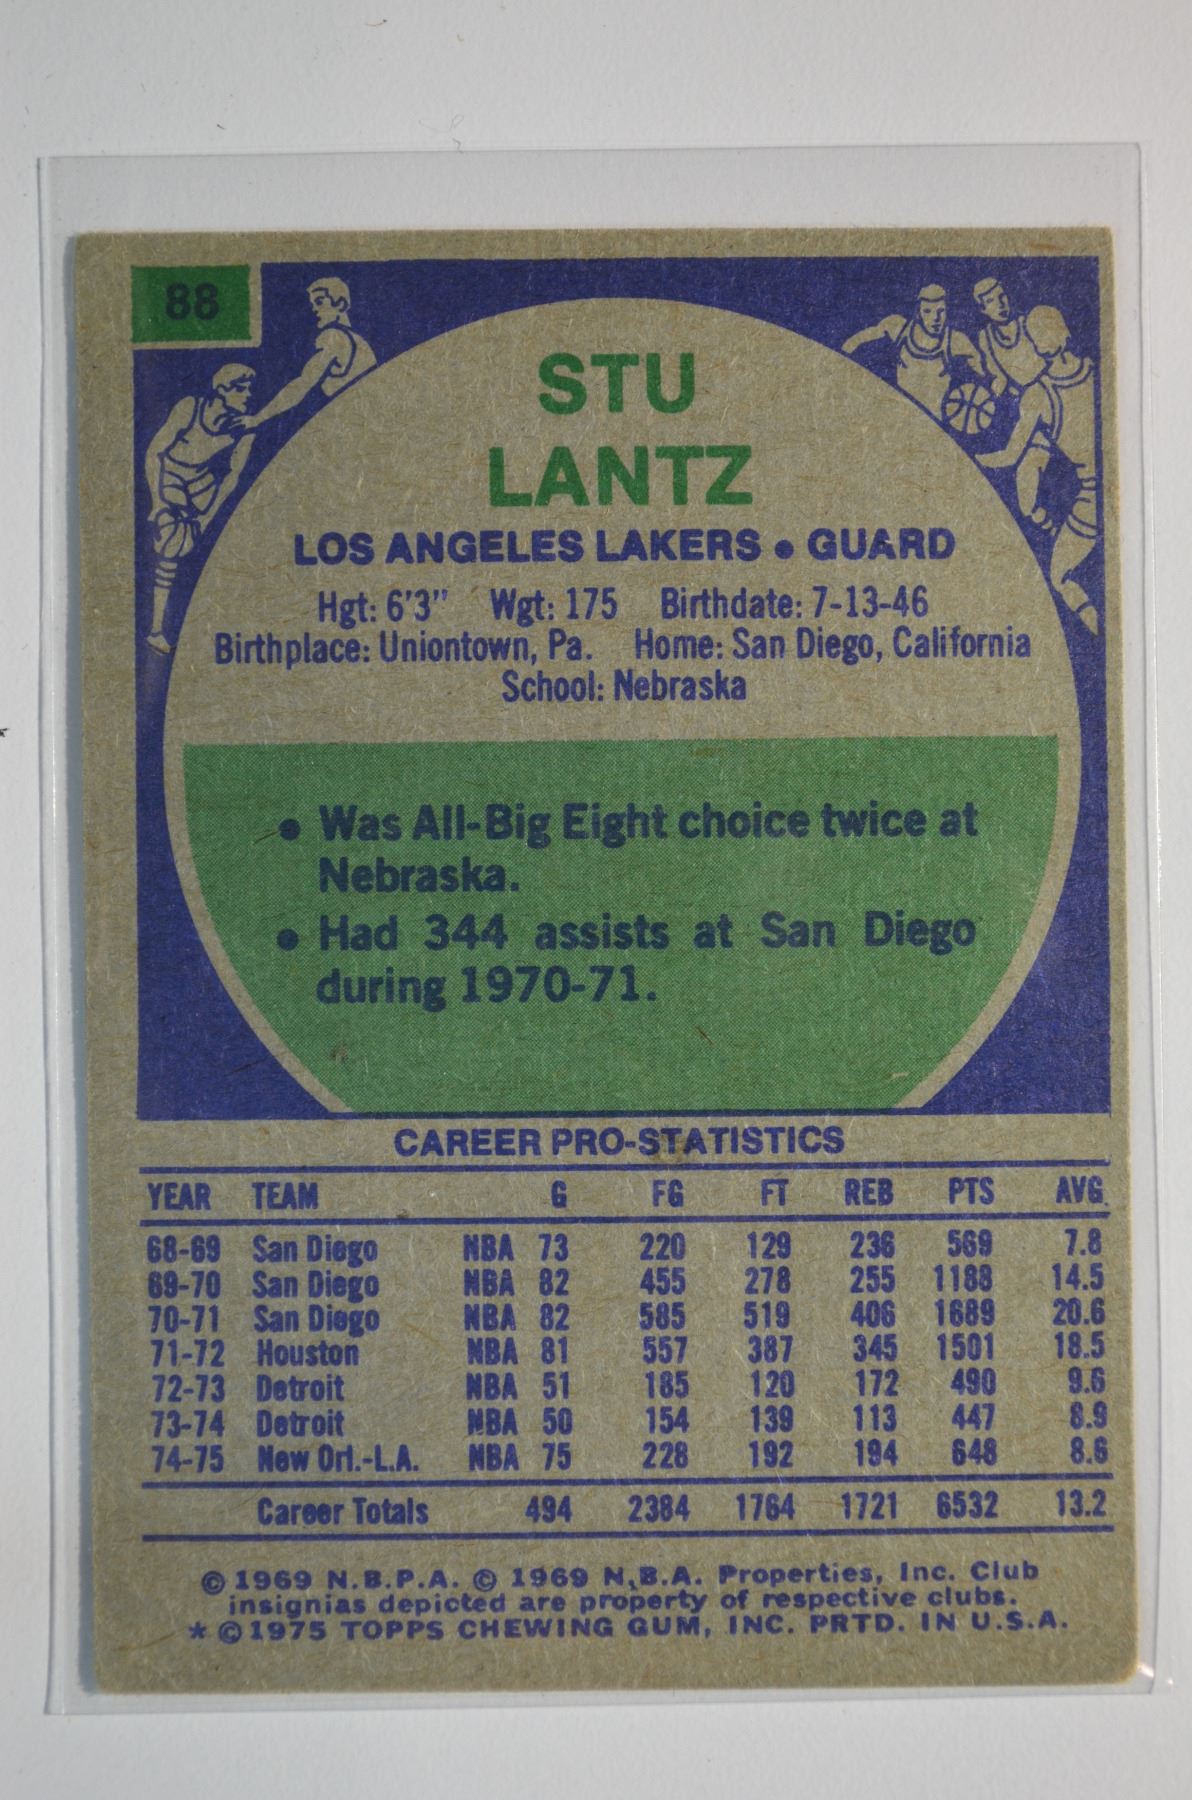 88
STU
LANTZ
LOS ANGELES LAKERS • GUARD
Hgt: 6'3" Wgt: 175 Birthdate: 7-13-46
Birthplace: Uniontown, Pa. Home: San Diego, California
School: Nebraska
• Was All-Big Eight choice twice at
Nebraska.
• Had 344 assists at San Diego
during 1970-71.
CAREER PRO-STATISTICS
YEAR TEAM G FG FT REB PTS AVG.
68-69 San Diego NBA 73 220 129 236 569 7.8
69-70 San Diego NBA 82 455 278 255 1188 14.5
70-71 San Diego NBA 82 585 519 406 1689 20.6
71-72 Houston NBA 81 557 387 345 1501 18.5
72-73 Detroit NBA 51 185 120 172 490 9.6
73-74 Detroit NBA 50 154 139 113 447 8.9
74-75 New Orl.-L.A. NBA 75 228 192 194 648 8.6
Career Totals 494 2384 1764 1721 6532 13.2
© 1969 N.B.P.A. © 1969 N.B.A. Properties, Inc. Club
insignias depicted are property of respective clubs.
* © 1975 TOPPS CHEWING GUM, INC. PRTD. IN U.S.A.